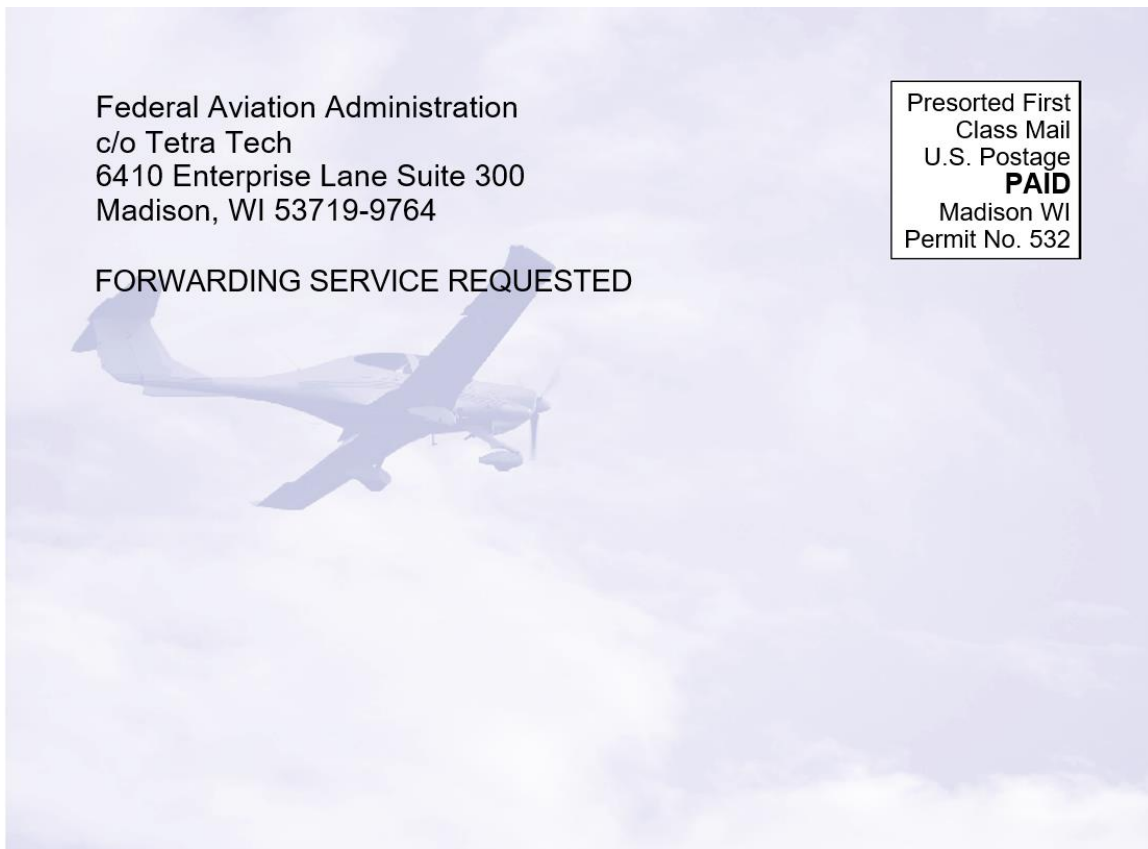 Federal Aviation Administration
c/o Tetra Tech
6410 Enterprise Lane Suite 300
Madison, WI 53719-9764
FORWARDING SERVICE REQUESTED
Presorted First
Class Mail
U.S. Postage
PAID
Madison WI
Permit No. 532